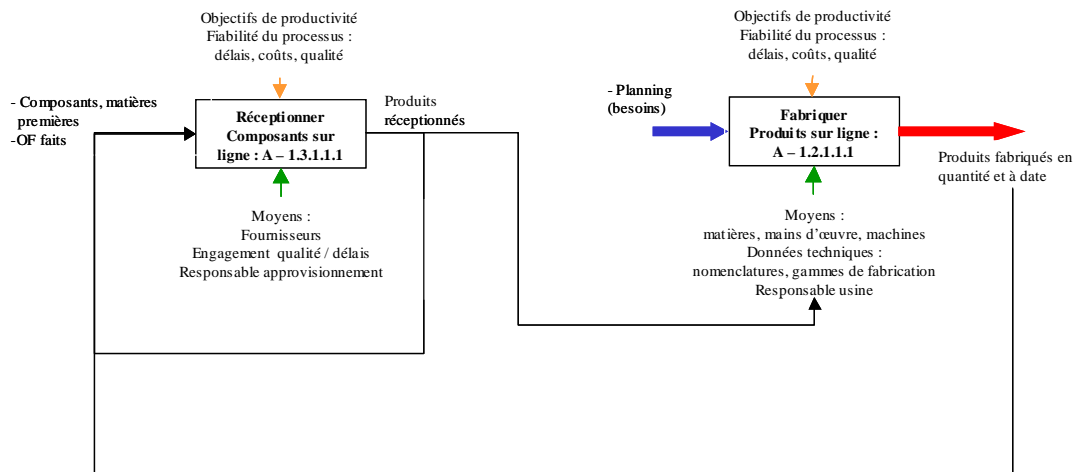 Objectifs de productivité
Fiabilité du processus :
délais, coûts, qualité
- Composants, matières
premières
-OF faits
Réceptionner
Composants sur
ligne : A – 1.3.1.1.1
Produits
réceptionnés
Moyens :
Fournisseurs
Engagement qualité / délais
Responsable approvisionnement
Objectifs de productivité
Fiabilité du processus :
délais, coûts, qualité
- Planning
(besoins)
Fabriquer
Produits sur ligne :
A – 1.2.1.1.1
Produits fabriqués en
quantité et à date
Moyens :
matières, mains d’œuvre, machines
Données techniques :
nomenclatures, gammes de fabrication
Responsable usine